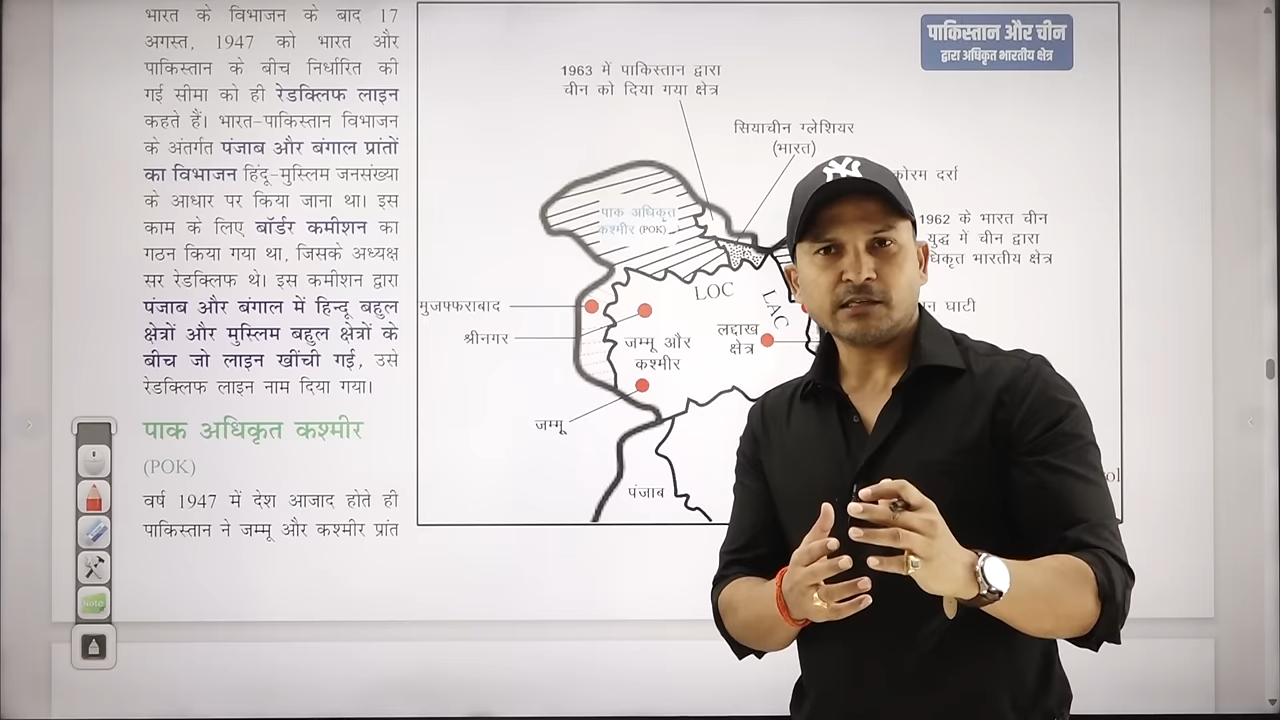 भारत के विभाजन के बाद 17
अगस्त, 1947 को भारत और
पाकिस्तान के बीच निर्धारित की
गई सीमा को ही रेडक्लिफ लाइन
कहते हैं। भारत-पाकिस्तान विभाजन
के अंतर्गत पंजाब और बंगाल प्रांतों
का विभाजन हिंदू-मुस्लिम जनसंख्या
के आधार पर किया जाना था। इस
काम के लिए बॉर्डर कमीशन का
गठन किया गया था, जिसके अध्यक्ष
सर रेडक्लिफ थे। इस कमीशन द्वारा
पंजाब और बंगाल में हिन्दू बहुल
क्षेत्रों और मुस्लिम बहुल क्षेत्रों के
बीच जो लाइन खींची गई, उसे
रेडक्लिफ लाइन नाम दिया गया।
पाक अधिकृत कश्मीर
(POK)
वर्ष 1947 में देश आजाद होते ही
पाकिस्तान ने जम्मू और कश्मीर प्रांत
पाकिस्तान और चीन
द्वारा अधिकृत भारतीय क्षेत्र
1963 में पाकिस्तान द्वारा
चीन को दिया गया क्षेत्र
सियाचीन ग्लेशियर
(भारत)
कोरम दर्रा
1962 के भारत चीन
युद्ध में चीन द्वारा
धिकृत भारतीय क्षेत्र
पाक अधिकृत
कश्मीर (POK)
LOC
LAC
न घाटी
मुजफ्फराबाद
श्रीनगर
लद्दाख
क्षेत्र
जम्मू और
कश्मीर
जम्मू
पंजाब
ol
Note
NY